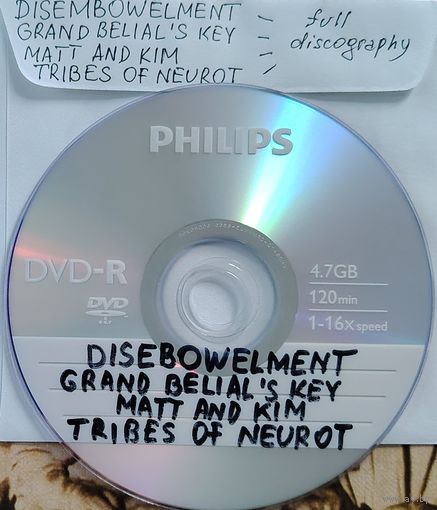 DISEMBOWELMENT
GRAND BELIAL'S KEY
MATT AND KIM
TRIBES OF NEUROT
full
discography
PHILIPS
DVD-R
DVD
R
4.7GB
120min
1-16x speed
DISEBOWELMENT
GRAND BELIAL'S KEY
MATT AND KIM
TRIBES OF NEUROT